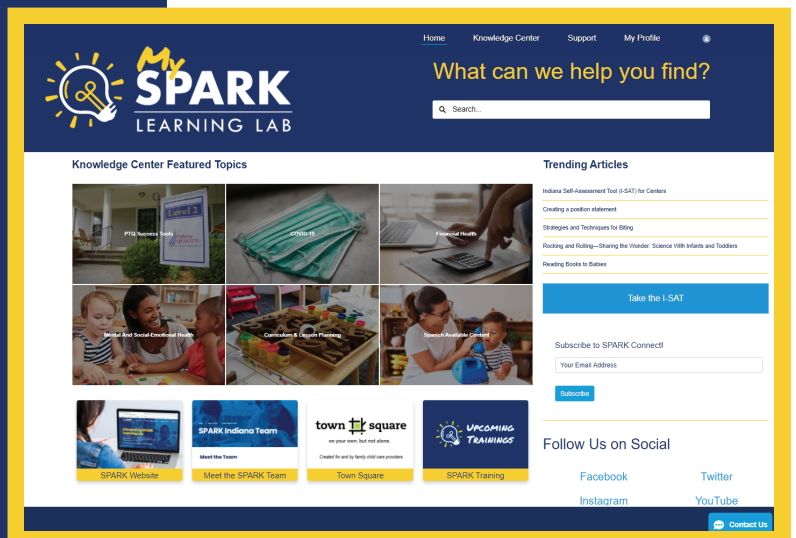 Home Knowledge Center Support My Profile
My
SPARK
LEARNING LAB
What can we help you find?
Search...
Knowledge Center Featured Topics
Level 2
PTQ Success Tools
COVID-19
Financial Health
Mental And Social-Emotional Health
Curriculum & Lesson Planning
Spanish Available Content
SPARK Website
SPARK Indiana Team
Meet the Team
Meet the SPARK Team
town square
on your own, but not alone.
Created for and by family child care providers
Town Square
UPCOMING
TRAININGS
SPARK Training
Trending Articles
Indiana Self-Assessment Tool (I-SAT) for Centers
Creating a position statement
Strategies and Techniques for Biting
Rocking and Rolling—Sharing the Wonder: Science With Infants and Toddlers
Reading Books to Babies
Take the I-SAT
Subscribe to SPARK Connect!
Your Email Address
Subscribe
Follow Us on Social
Facebook Twitter
Instagram YouTube
Contact Us